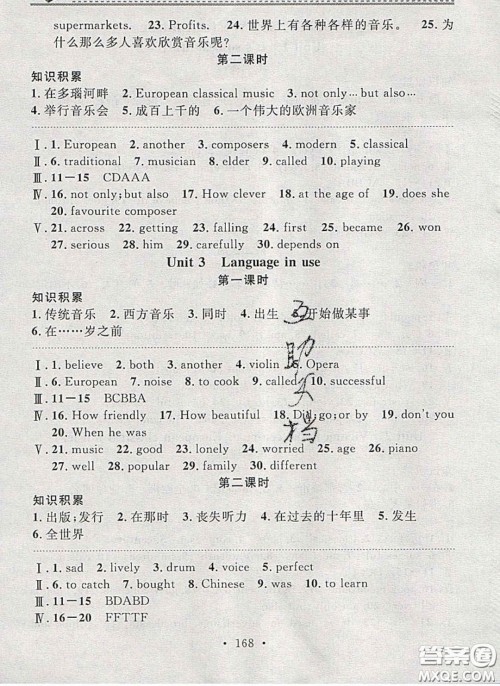 supermarkets. 23. Profits. 24. 世界上有各种各样的音乐。 25. 为
什么那么多人喜欢欣赏音乐呢?
第二课时
知识积累
1. 在多瑙河畔 2. European classical music 3. not only…but also…
4. 举行音乐会 5. 成百上千的 6. 一个伟大的欧洲音乐家
Ⅰ. 1. European 2. another 3. composers 4. modern 5. classical
Ⅱ. 6. traditional 7. musician 8. elder 9. called 10. playing
Ⅲ. 11－15 CDAAA
Ⅳ. 16. not only; but also 17. How clever 18. at the age of 19. does she
20. favourite composer
Ⅴ. 21. across 22. getting 23. falling 24. first 25. became 26. won
27. serious 28. him 29. carefully 30. depends on
Unit 3 Language in use
第一课时
知识积累
1. 传统音乐 2. 西方音乐 3. 同时 4. 出生 开始做某事
6. 在……岁之前
Ⅰ. 1. believe 2. both 3. another 4. violin 5. Opera
Ⅱ. 6. European 7. noise 8. to cook 9. called 10. successful
Ⅲ. 11－15 BCBBA
Ⅳ. 16. How friendly 17. How beautiful 18. Did; go; or by 19. don't you
20. When he was
Ⅴ. 21. music 22. good 23. lonely 24. worried 25. age 26. piano
27. well 28. popular 29. family 30. different
第二课时
知识积累
1. 出版;发行 2. 在那时 3. 丧失听力 4. 在过去的十年里 5. 发生
6. 全世界
Ⅰ. 1. sad 2. lively 3. drum 4. voice 5. perfect
Ⅱ. 6. to catch 7. bought 8. Chinese 9. was 10. to learn
Ⅲ. 11－15 BDABD
Ⅳ. 16－20 FFTTF
· 168 ·
MXQE.COM